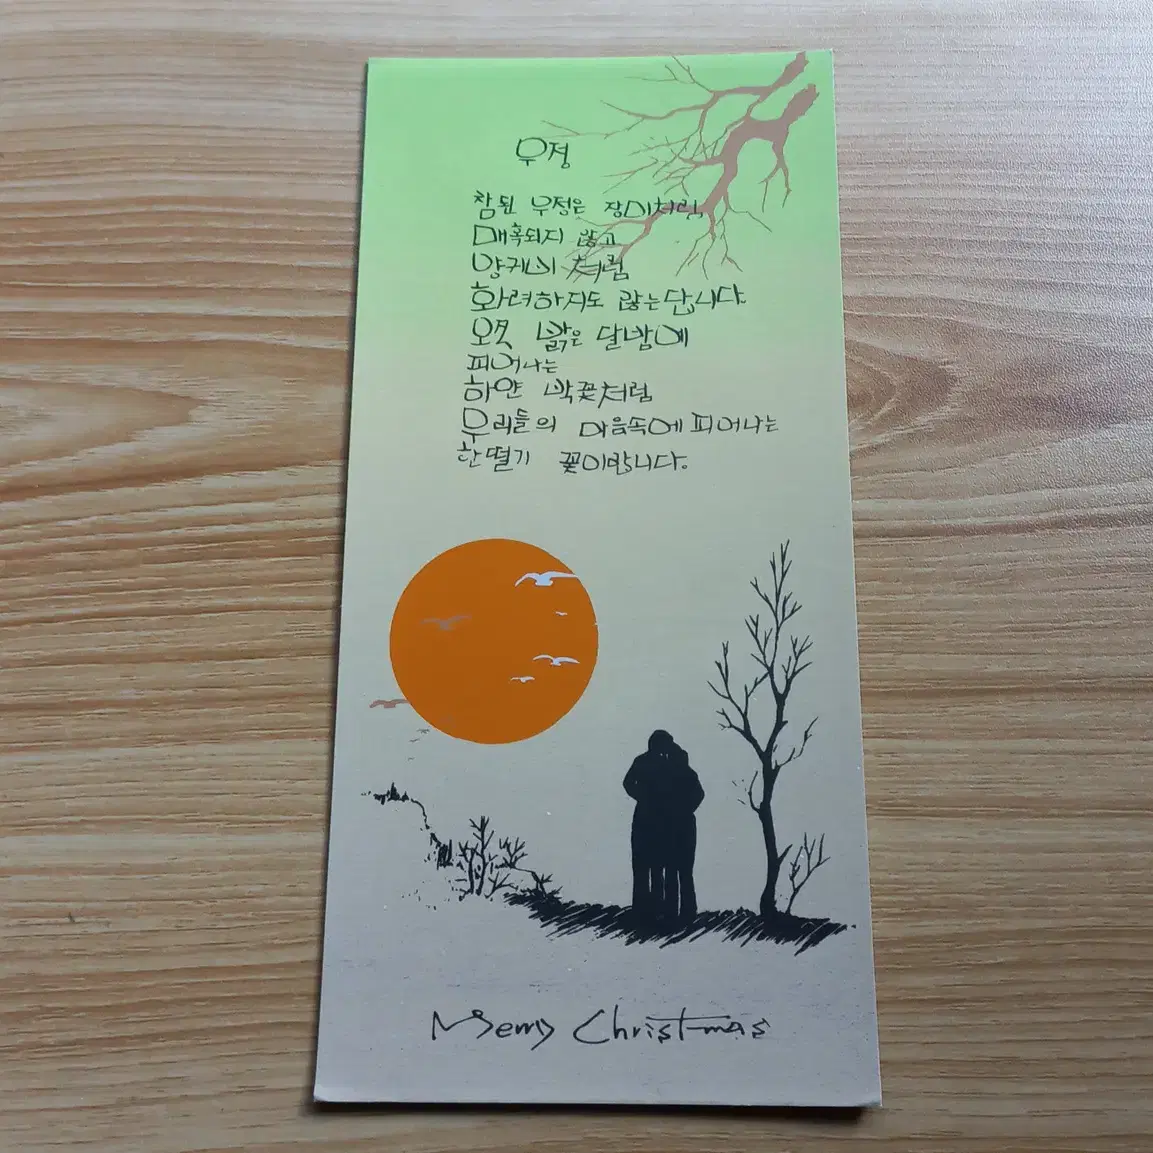 우정
참된 우정은 장미처럼
매혹되지 않고
양귀비처럼
화려하지도 않는답니다
오직 밝은 달밤에
피어나는
하얀 박꽃처럼
우리들의 마음속에 피어나는
한떨기 꽃이랍니다.
Merry Christmas